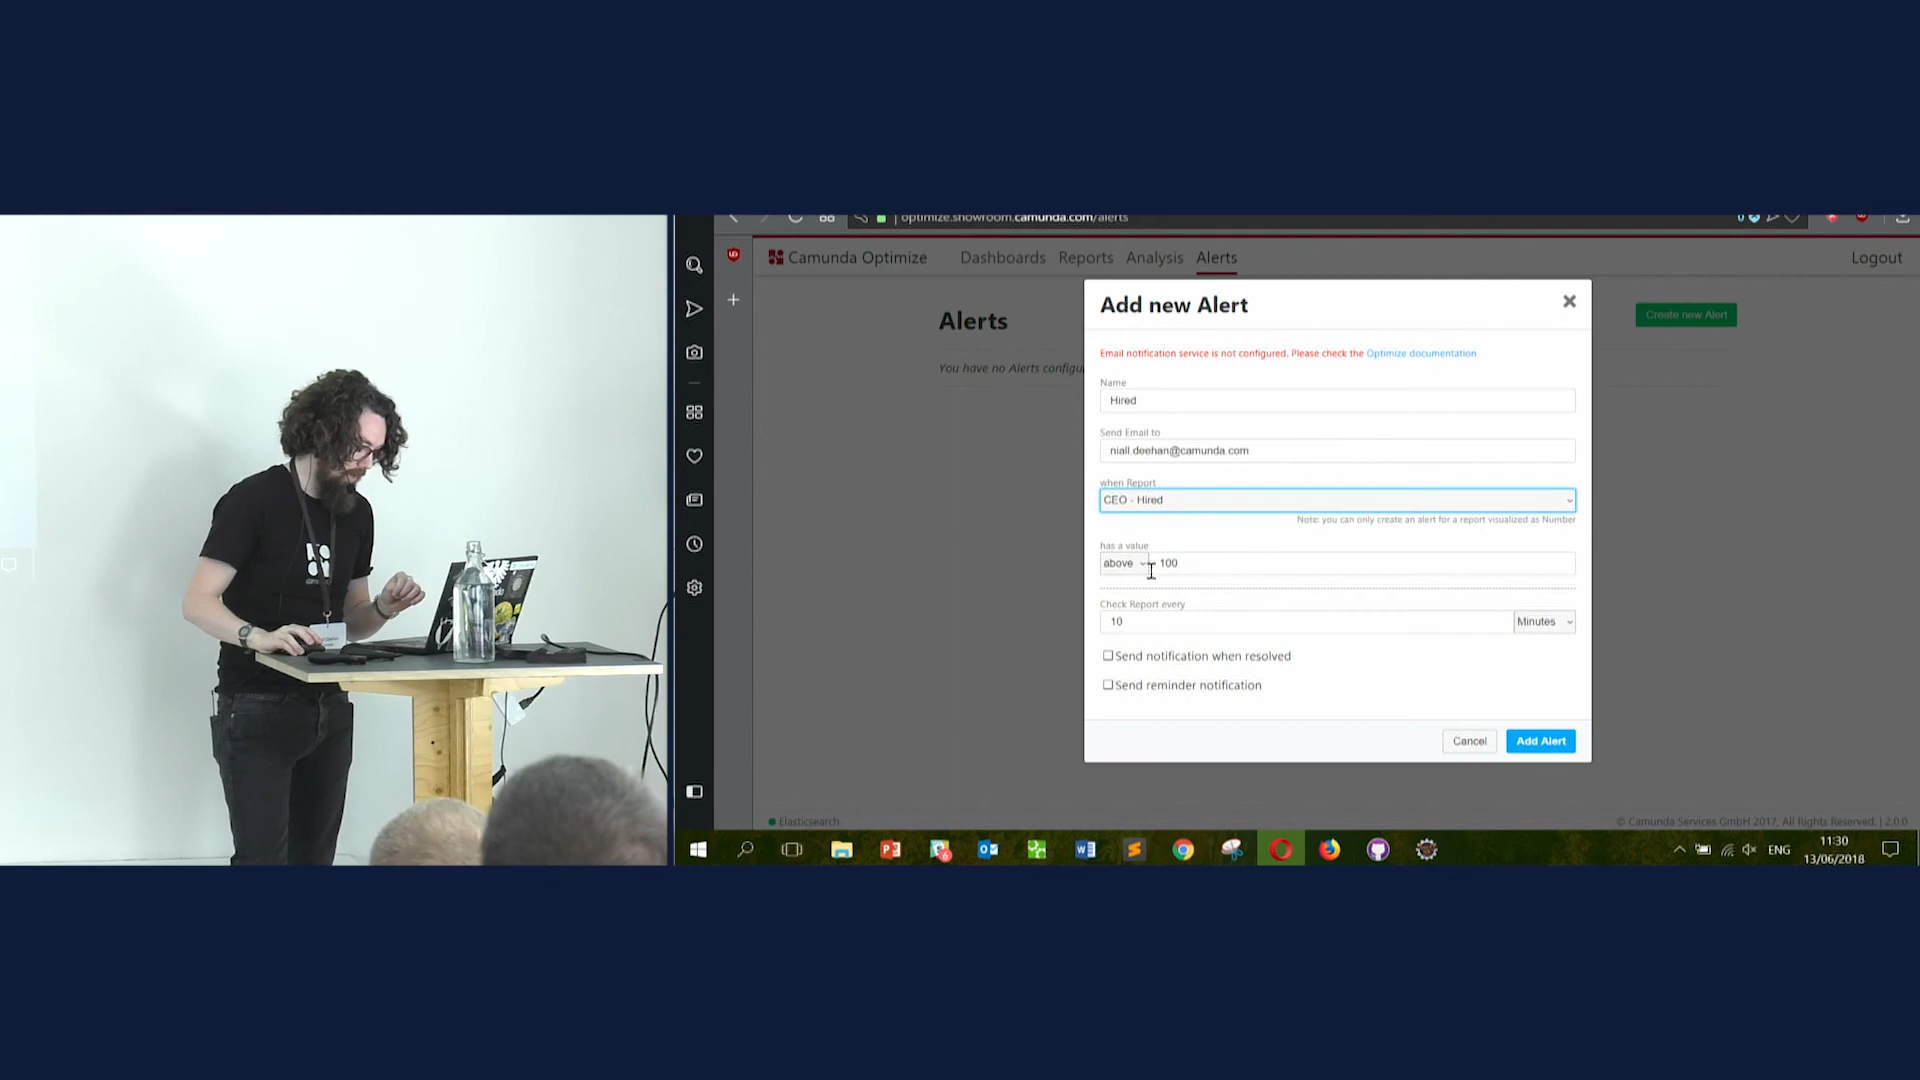 optimize.showroom.camunda.com/alerts
Camunda Optimize Dashboards Reports Analysis Alerts Logout
Add new Alert
Alerts
Create new Alert
Email notification service is not configured. Please check the Optimize documentation
You have no Alerts configu
Name
Hired
Send Email to
niall.deehan@camunda.com
when Report
CEO - Hired
Note: you can only create an alert for a report visualized as Number
has a value
above 100
Check Report every
10 Minutes
Send notification when resolved
Send reminder notification
Cancel Add Alert
Elasticsearch
© Camunda Services GmbH 2017, All Rights Reserved. | 2.0.0
ENG
11:30
13/06/2018